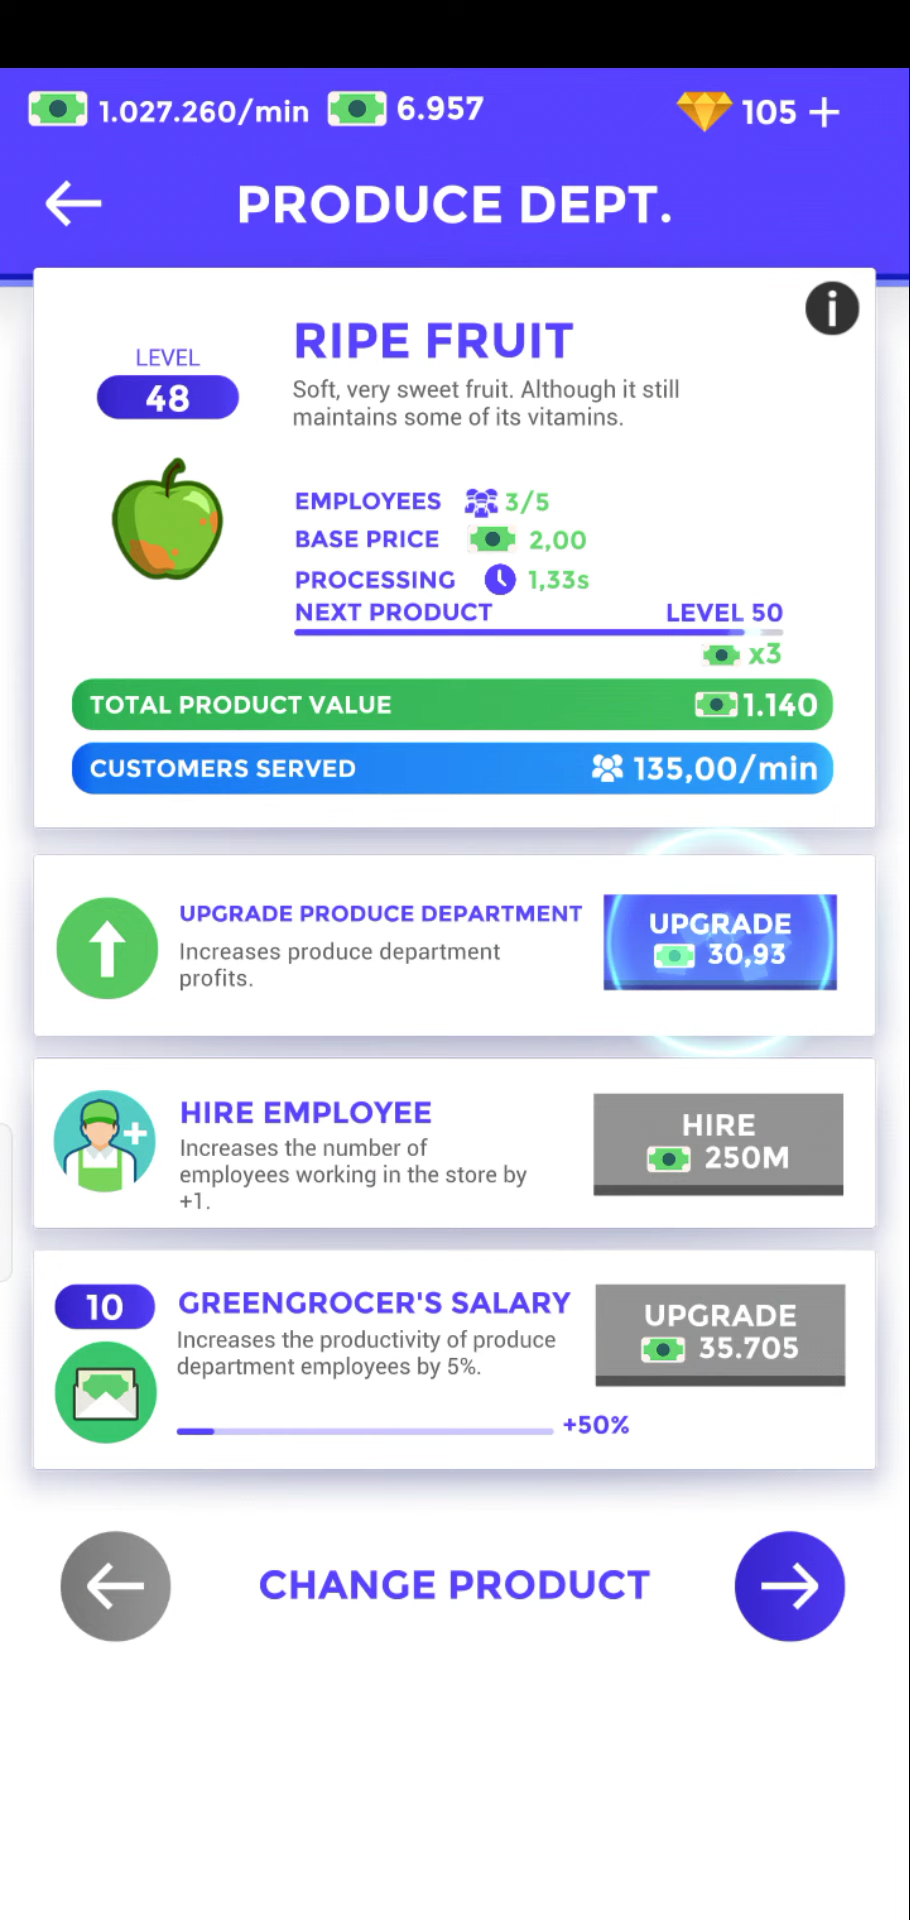 1.027.260/min 6.957 105 +
PRODUCE DEPT.
i
RIPE FRUIT
LEVEL
48
Soft, very sweet fruit. Although it still
maintains some of its vitamins.
EMPLOYEES 3/5
BASE PRICE 2,00
PROCESSING 1,33s
NEXT PRODUCT LEVEL 50
x3
TOTAL PRODUCT VALUE 1.140
CUSTOMERS SERVED 135,00/min
UPGRADE PRODUCE DEPARTMENT
Increases produce department
profits.
UPGRADE
30,93
HIRE EMPLOYEE
Increases the number of
employees working in the store by
+1.
HIRE
250M
10
GREENGROCER'S SALARY
Increases the productivity of produce
department employees by 5%.
UPGRADE
35.705
+50%
CHANGE PRODUCT